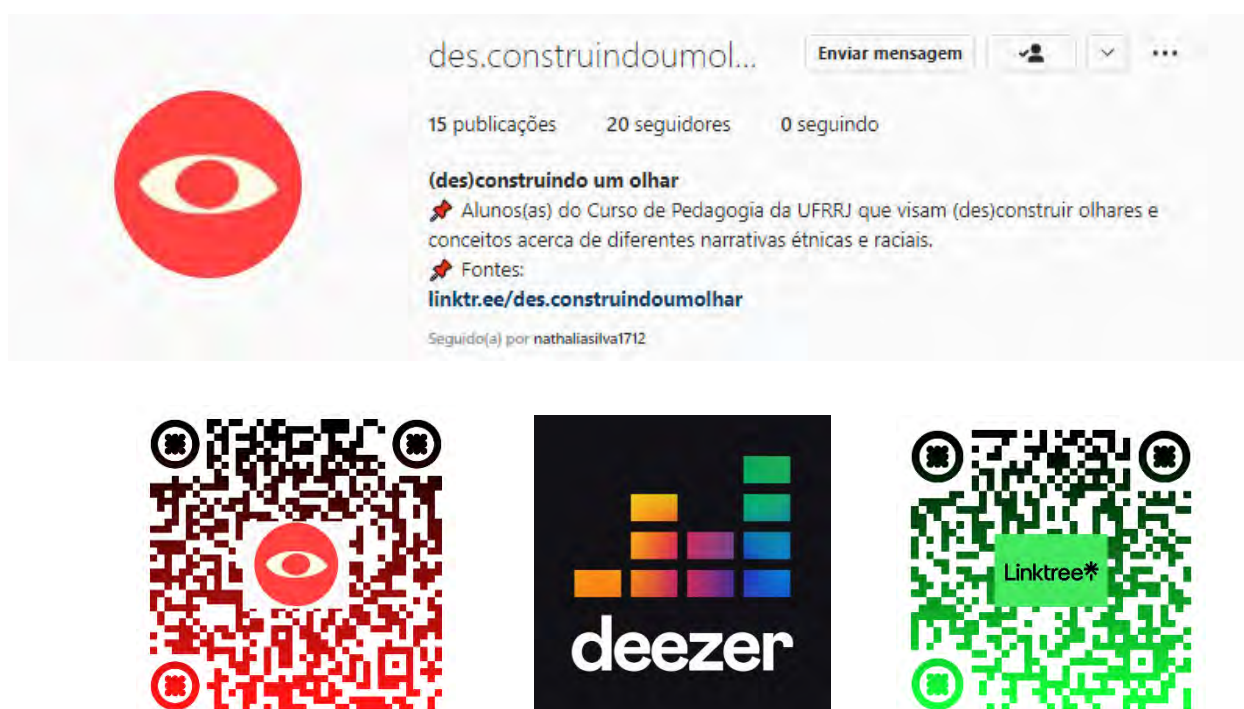 des.construindoumol...
Enviar mensagem
15 publicações 20 seguidores 0 seguindo
(des)construindo um olhar
📌 Alunos(as) do Curso de Pedagogia da UFRRJ que visam (des)construir olhares e
conceitos acerca de diferentes narrativas étnicas e raciais.
📌 Fontes:
linktr.ee/des.construindoumolhar
Seguido(a) por nathaliasilva1712
deezer
Linktree*